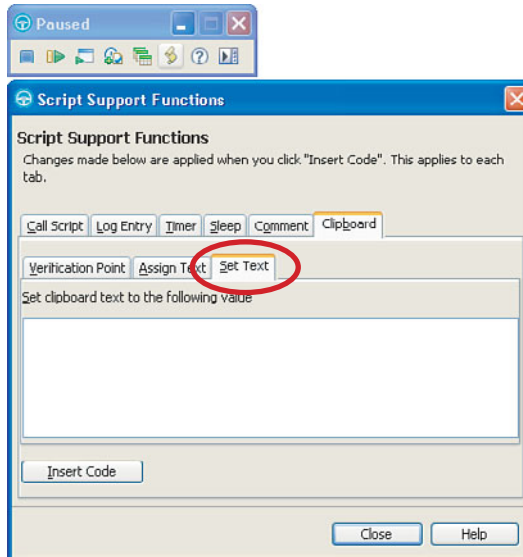 Paused
Script Support Functions
Script Support Functions
Changes made below are applied when you click "Insert Code". This applies to each
tab.
Call Script Log Entry Timer Sleep Comment Clipboard
Verification Point Assign Text Set Text
Set clipboard text to the following value
Insert Code
Close Help